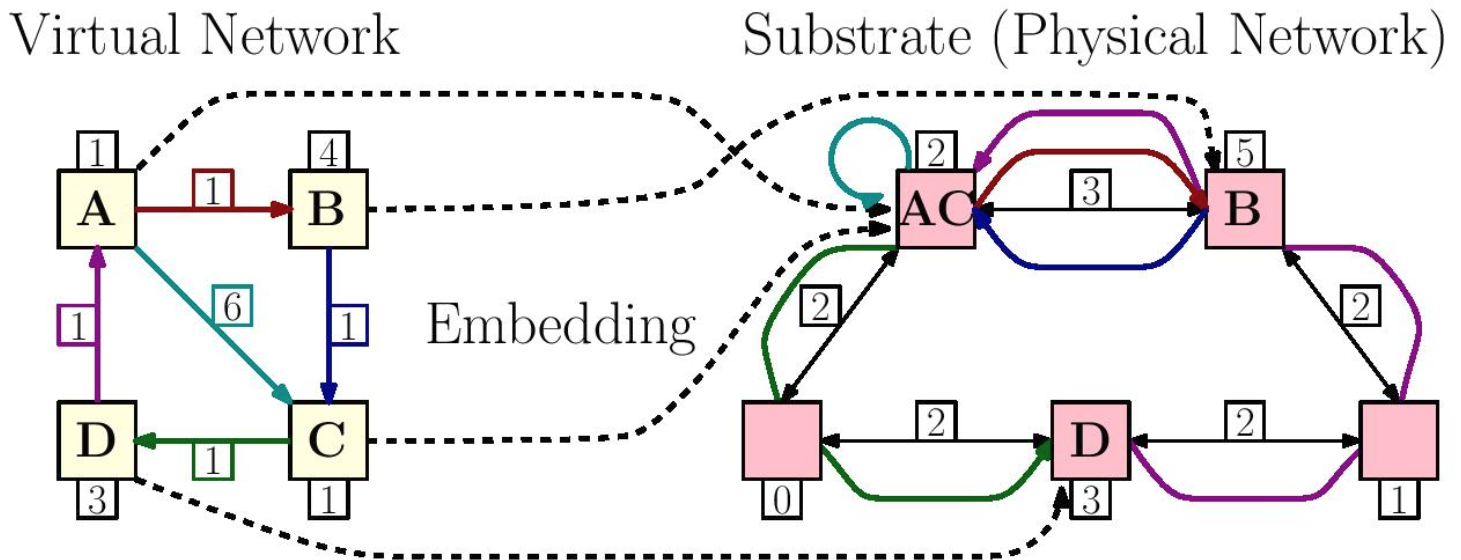 Virtual Network
Substrate (Physical Network)
1
4
2
5
A
1
B
AC
3
B
1
6
1
Embedding
2
2
D
1
C
2
D
2
3
1
0
3
1